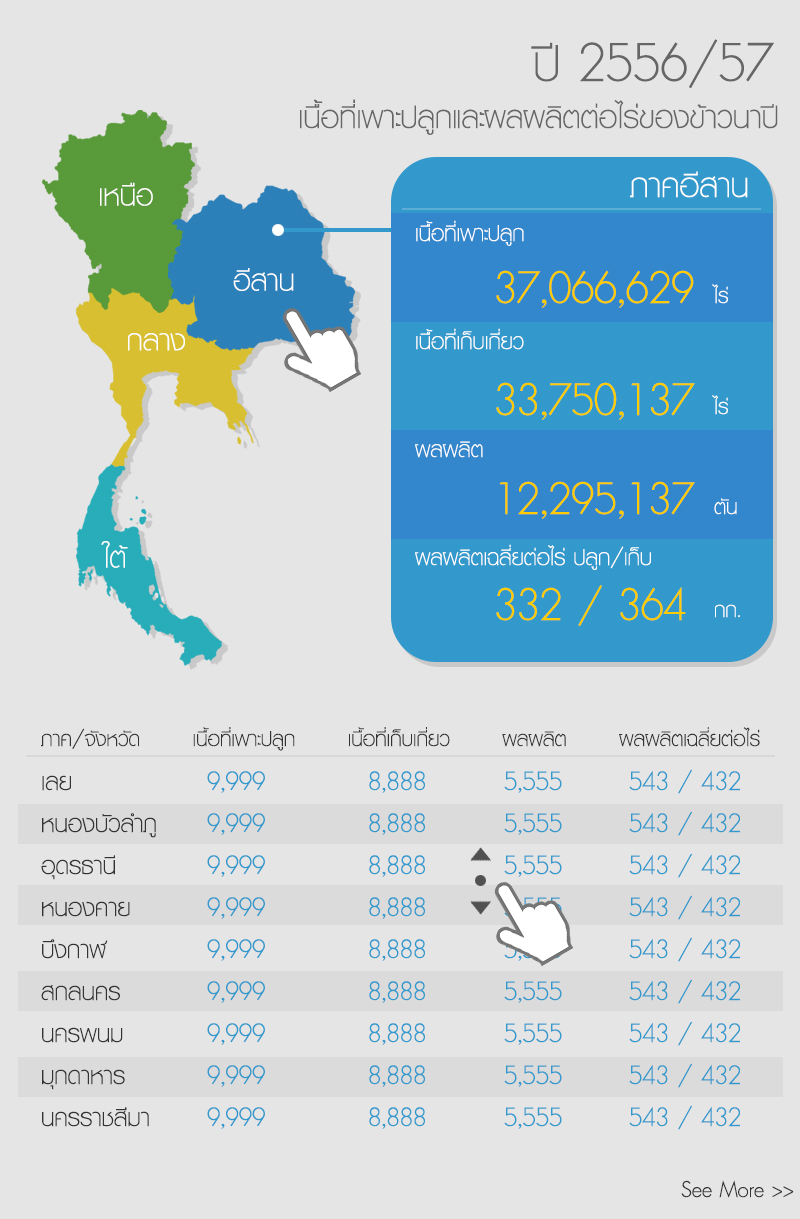 ปี 2556/57
เนื้อที่เพาะปลูกและผลผลิตต่อไร่ของข้าวนาปี
เหนือ
อีสาน
กลาง
ใต้
ภาคอีสาน
เนื้อที่เพาะปลูก
37,066,629 ไร่
เนื้อที่เก็บเกี่ยว
33,750,137 ไร่
ผลผลิต
12,295,137 ตัน
ผลผลิตเฉลี่ยต่อไร่ ปลูก/เก็บ
332 / 364 กก.
ภาค/จังหวัด เนื้อที่เพาะปลูก เนื้อที่เก็บเกี่ยว ผลผลิต ผลผลิตเฉลี่ยต่อไร่
เลย 9,999 8,888 5,555 543 / 432
หนองบัวลำภู 9,999 8,888 5,555 543 / 432
อุดรธานี 9,999 8,888 5,555 543 / 432
หนองคาย 9,999 8,888 5,555 543 / 432
บึงกาฬ 9,999 8,888 5,555 543 / 432
สกลนคร 9,999 8,888 5,555 543 / 432
นครพนม 9,999 8,888 5,555 543 / 432
มุกดาหาร 9,999 8,888 5,555 543 / 432
นครราชสีมา 9,999 8,888 5,555 543 / 432
See More >>